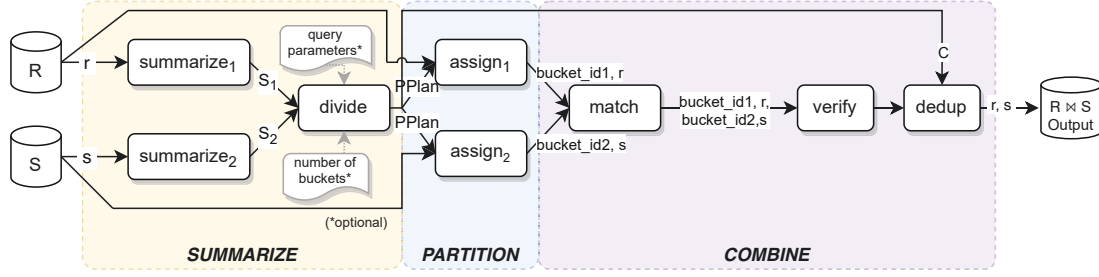 R
r
summarize1
S1
query
parameters*
divide
number of
buckets*
S
s
summarize2
S2
(*optional)
SUMMARIZE
PPlan
PPlan
assign1
assign2
PARTITION
bucket_id1, r
bucket_id2, s
match
bucket_id1, r,
bucket_id2,s
verify
C
dedup
r, s
COMBINE
R ⋈ S
Output